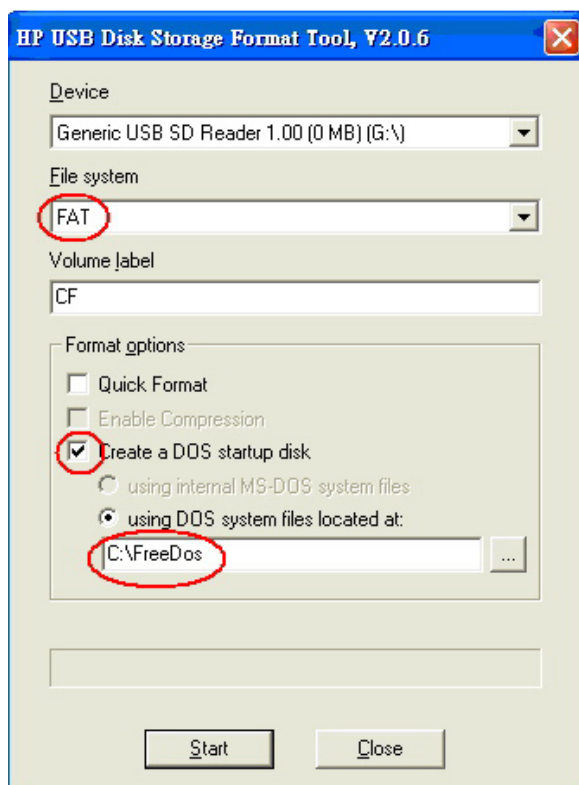 HP USB Disk Storage Format Tool, V2.0.6
Device
Generic USB SD Reader 1.00 (0 MB) (G:\)
File system
FAT
Volume label
CF
Format options
Quick Format
Enable Compression
Create a DOS startup disk
using internal MS-DOS system files
using DOS system files located at:
C:\FreeDos
...
Start
Close